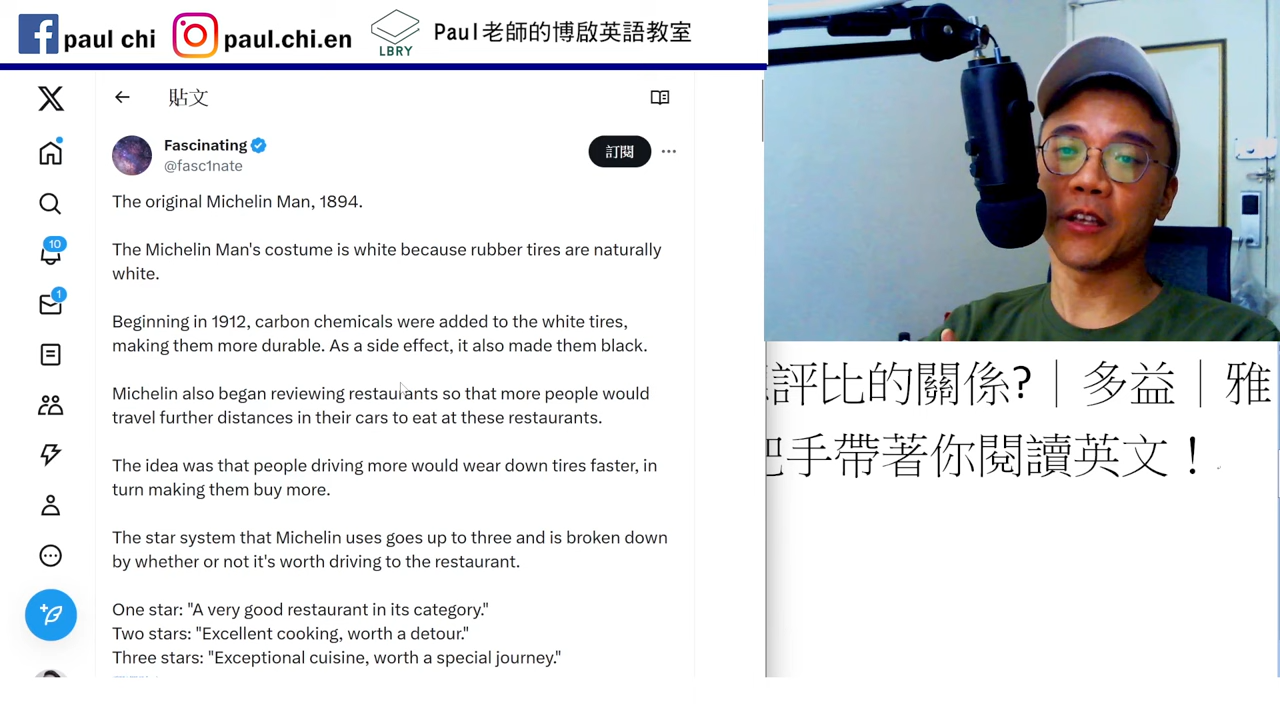 paul chi
paul.chi.en
LBRY
Paul老師的博啟英語教室
貼文
Fascinating
@fasc1nate
訂閱
The original Michelin Man, 1894.
The Michelin Man's costume is white because rubber tires are naturally
white.
Beginning in 1912, carbon chemicals were added to the white tires,
making them more durable. As a side effect, it also made them black.
Michelin also began reviewing restaurants so that more people would
travel further distances in their cars to eat at these restaurants.
The idea was that people driving more would wear down tires faster, in
turn making them buy more.
The star system that Michelin uses goes up to three and is broken down
by whether or not it's worth driving to the restaurant.
One star: "A very good restaurant in its category."
Two stars: "Excellent cooking, worth a detour."
Three stars: "Exceptional cuisine, worth a special journey."
10
1
評比的關係?｜多益｜雅
手帶著你閱讀英文！